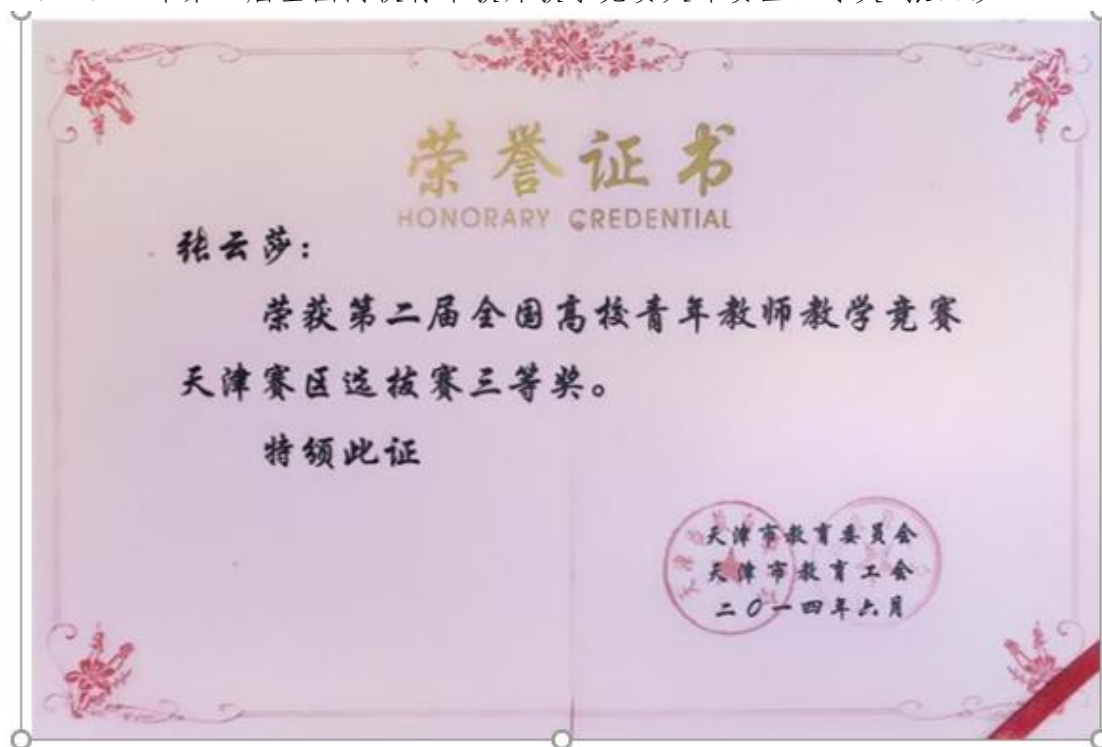 荣誉证书
HONORARY CREDENTIAL
张云莎：
荣获第二届全国高校青年教师教学竞赛
天津赛区选拔赛三等奖。
特颁此证
天津市教育委员会
天津市教育工会
二〇一四年六月